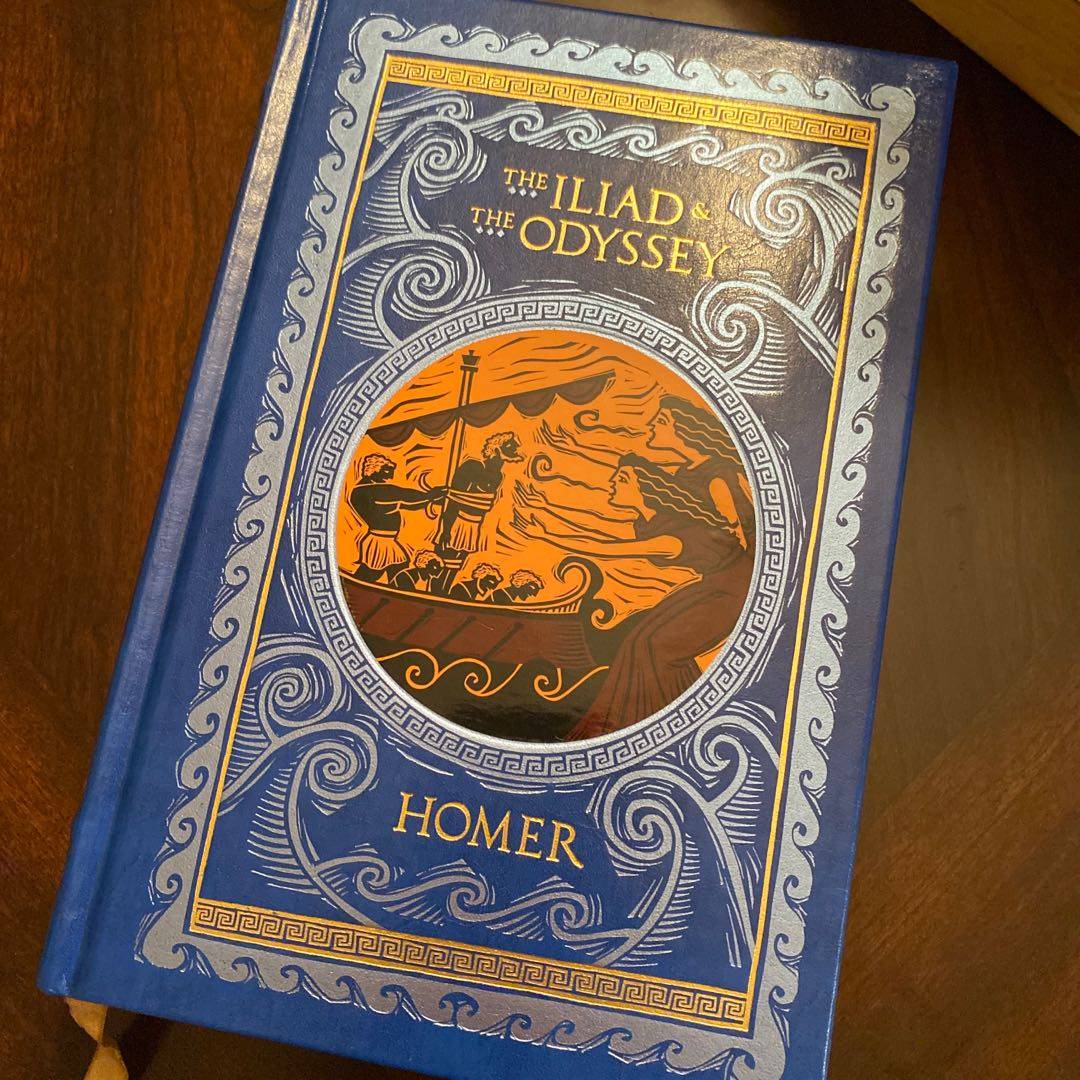 THE ILIAD &
THE ODYSSEY
HOMER